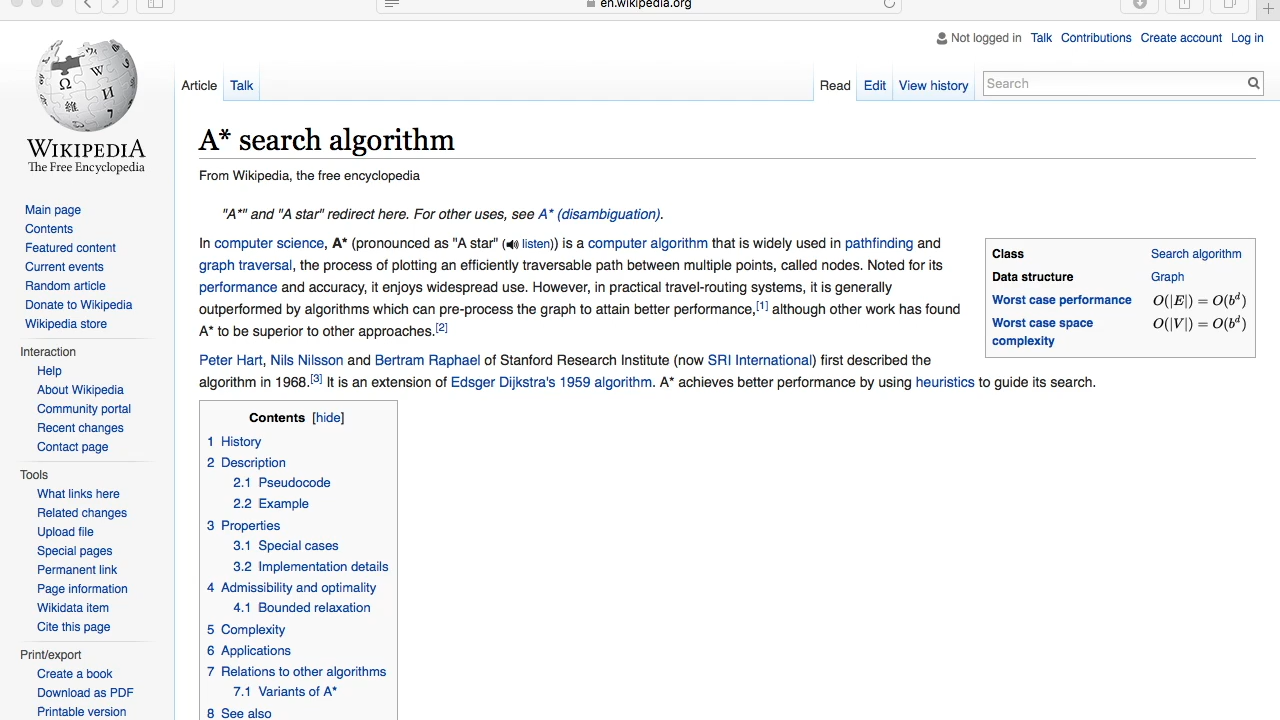 en.wikipedia.org
Not logged in Talk Contributions Create account Log in
Article Talk
Read Edit View history Search
WIKIPEDIA
The Free Encyclopedia
Main page
Contents
Featured content
Current events
Random article
Donate to Wikipedia
Wikipedia store
Interaction
Help
About Wikipedia
Community portal
Recent changes
Contact page
Tools
What links here
Related changes
Upload file
Special pages
Permanent link
Page information
Wikidata item
Cite this page
Print/export
Create a book
Download as PDF
Printable version
A* search algorithm
From Wikipedia, the free encyclopedia
"A*" and "A star" redirect here. For other uses, see A* (disambiguation).
In computer science, A* (pronounced as "A star" ( listen)) is a computer algorithm that is widely used in pathfinding and
graph traversal, the process of plotting an efficiently traversable path between multiple points, called nodes. Noted for its
performance and accuracy, it enjoys widespread use. However, in practical travel-routing systems, it is generally
outperformed by algorithms which can pre-process the graph to attain better performance,[1] although other work has found
A* to be superior to other approaches.[2]
Class Search algorithm
Data structure Graph
Worst case performance O(|E|) = O(b^d)
Worst case space O(|V|) = O(b^d)
complexity
Peter Hart, Nils Nilsson and Bertram Raphael of Stanford Research Institute (now SRI International) first described the
algorithm in 1968.[3] It is an extension of Edsger Dijkstra's 1959 algorithm. A* achieves better performance by using heuristics to guide its search.
Contents [hide]
1 History
2 Description
2.1 Pseudocode
2.2 Example
3 Properties
3.1 Special cases
3.2 Implementation details
4 Admissibility and optimality
4.1 Bounded relaxation
5 Complexity
6 Applications
7 Relations to other algorithms
7.1 Variants of A*
8 See also